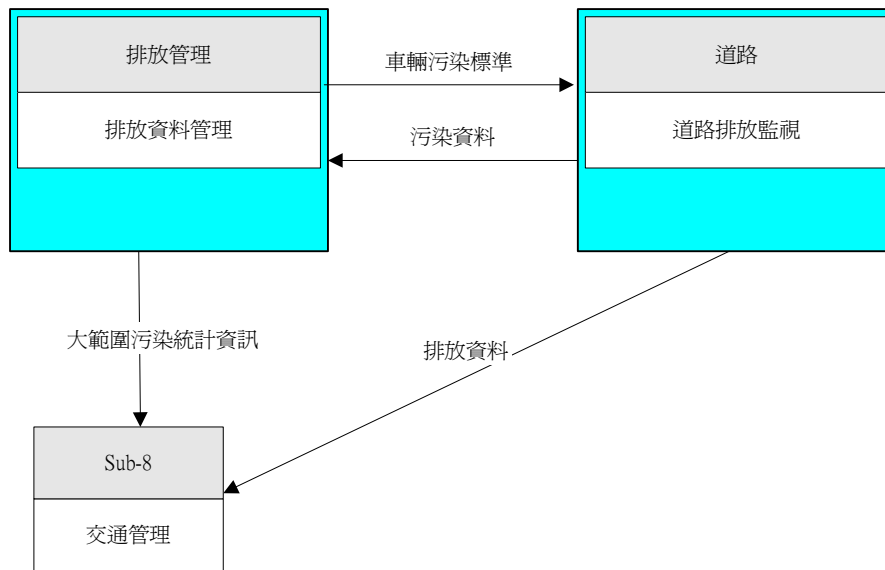 排放管理
車輛污染標準
道路
排放資料管理
污染資料
道路排放監視
大範圍污染統計資訊
排放資料
Sub-8
交通管理